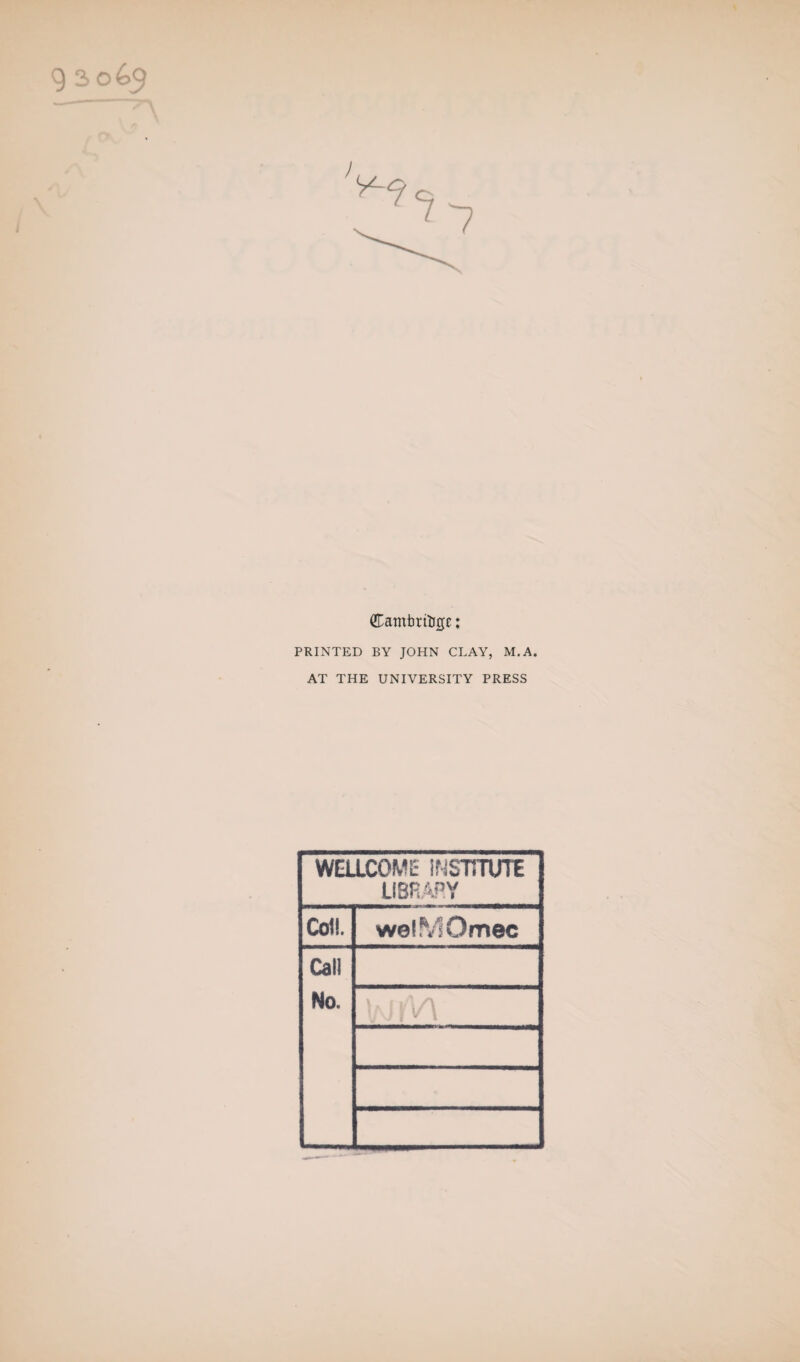 93069
Cambridge:
PRINTED BY JOHN CLAY, M.A.
AT THE UNIVERSITY PRESS
WELLCOME INSTITUTE
LIBRARY
Coll. welMOmec
Call
No. WM